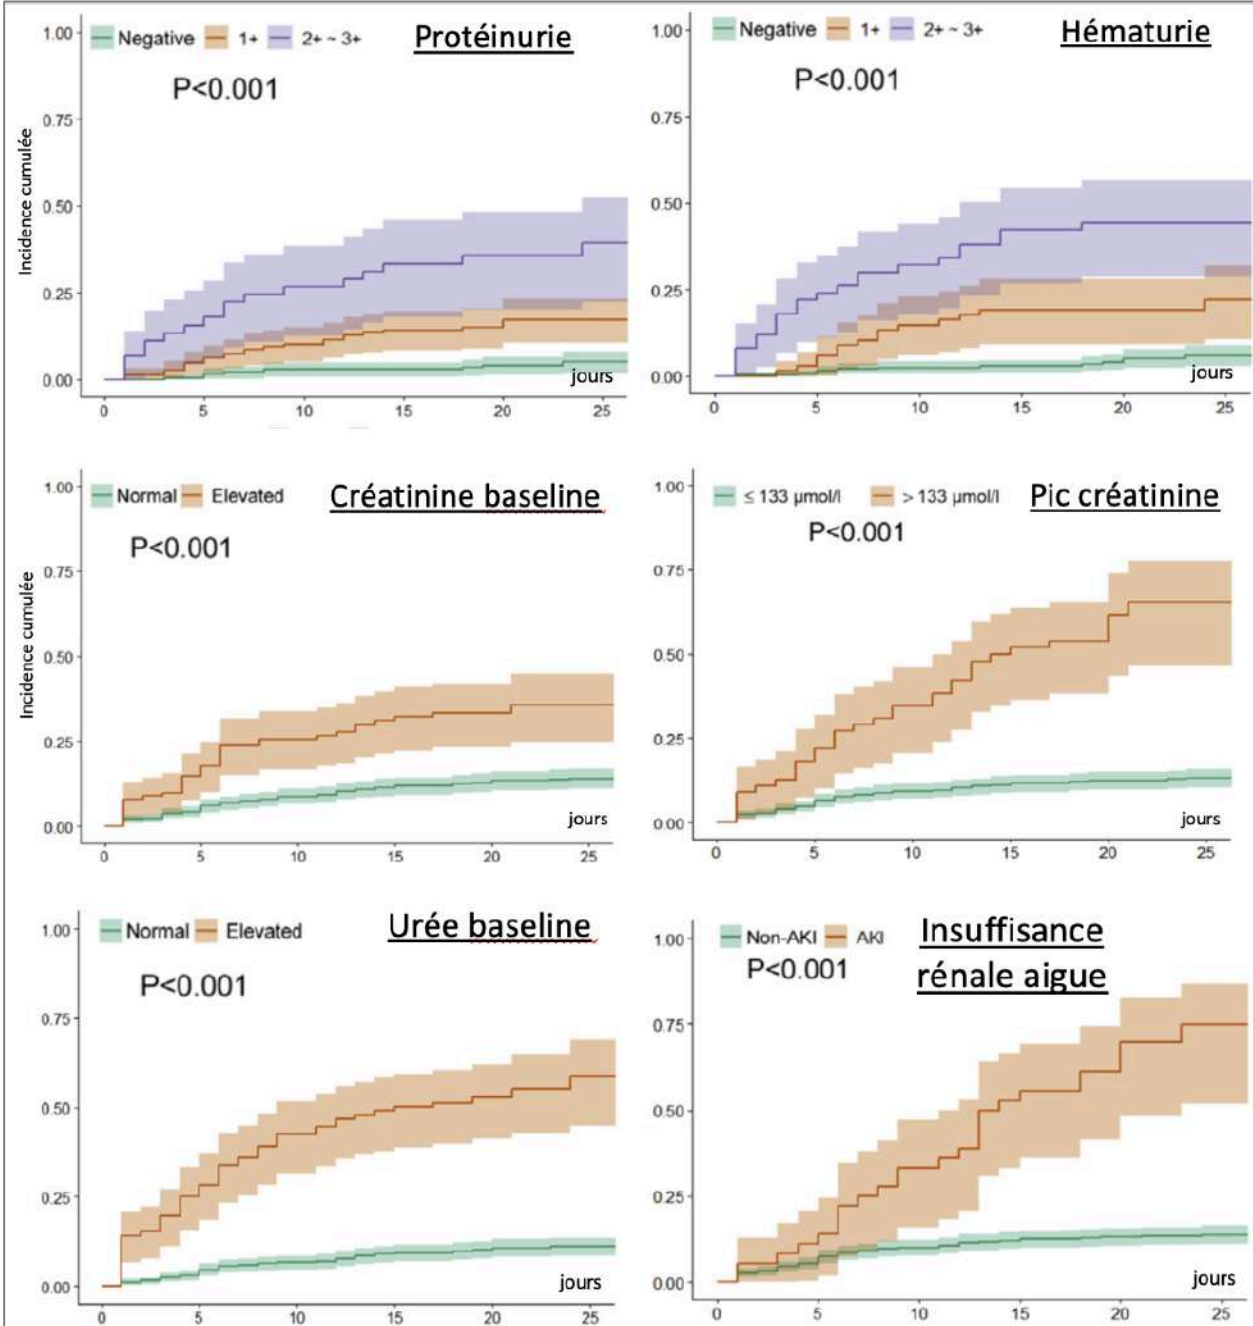 Negative 1+ 2+ ~ 3+
Protéinurie
P<0.001
Incidence cumulée
1.00
0.75
0.50
0.25
0.00
jours
0 5 10 15 20 25
Negative 1+ 2+ ~ 3+
Hématurie
P<0.001
1.00
0.75
0.50
0.25
0.00
jours
0 5 10 15 20 25
Normal Elevated
Créatinine baseline
P<0.001
Incidence cumulée
1.00
0.75
0.50
0.25
0.00
jours
0 5 10 15 20 25
≤ 133 µmol/l > 133 µmol/l
Pic créatinine
P<0.001
1.00
0.75
0.50
0.25
0.00
jours
0 5 10 15 20 25
Normal Elevated
Urée baseline
P<0.001
1.00
0.75
0.50
0.25
0.00
jours
0 5 10 15 20 25
Non-AKI AKI
Insuffisance
rénale aigue
P<0.001
1.00
0.75
0.50
0.25
0.00
jours
0 5 10 15 20 25